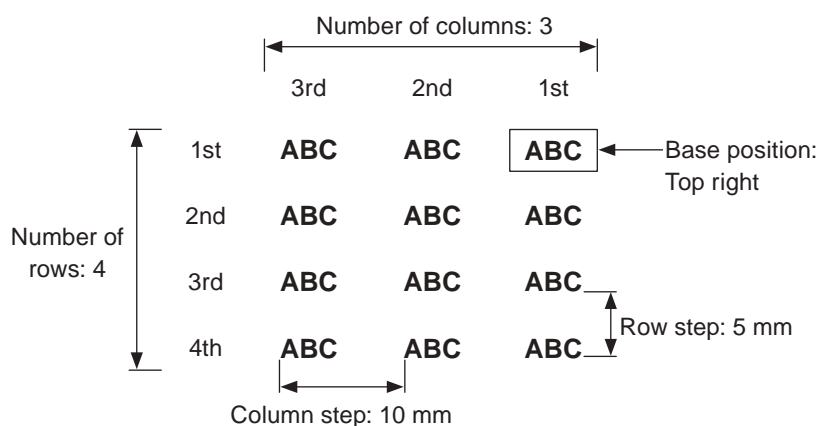 Number of columns: 3
3rd 2nd 1st
1st ABC ABC ABC
Base position:
Top right
2nd ABC ABC ABC
Number of
rows: 4
3rd ABC ABC ABC
Row step: 5 mm
4th ABC ABC ABC
Column step: 10 mm